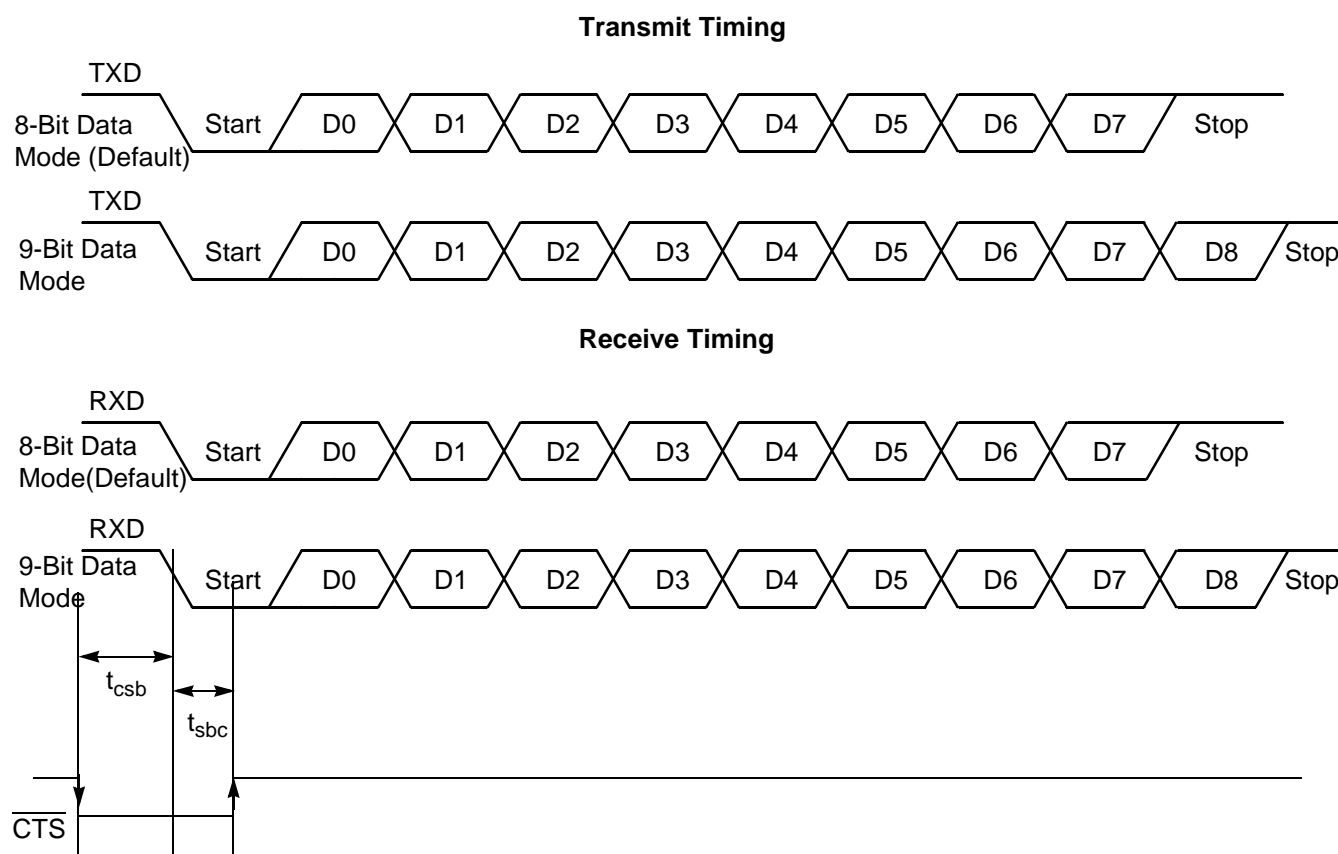 Transmit Timing
TXD
8-Bit Data
Mode (Default)
Start D0 D1 D2 D3 D4 D5 D6 D7 Stop
TXD
9-Bit Data
Mode
Start D0 D1 D2 D3 D4 D5 D6 D7 D8 Stop
Receive Timing
RXD
8-Bit Data
Mode(Default)
Start D0 D1 D2 D3 D4 D5 D6 D7 Stop
RXD
9-Bit Data
Mode
Start D0 D1 D2 D3 D4 D5 D6 D7 D8 Stop
tcsb
tsbc
CTS